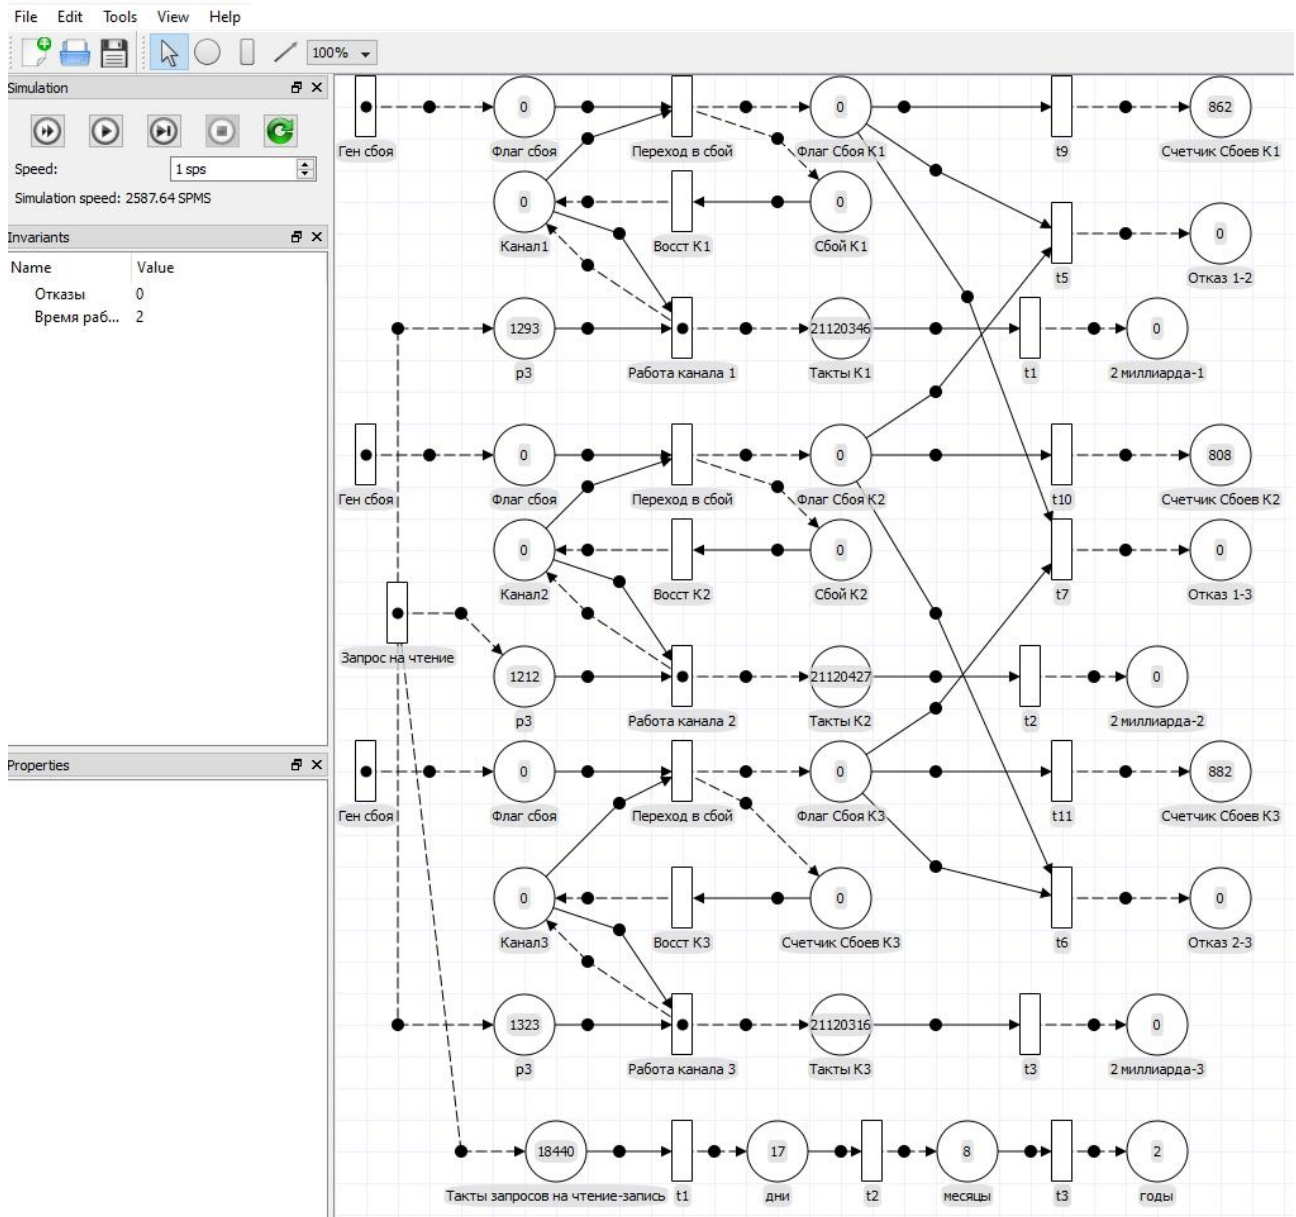 File Edit Tools View Help
100%
Simulation
Speed: 1 sps
Simulation speed: 2587.64 SPMS
Invariants
Name Value
Отказы 0
Время раб... 2
Properties
0 0 862
Ген сбоя Флаг сбоя Переход в сбой Флаг Сбоя К1 t9 Счетчик Сбоев К1
0 0 0
Канал1 Восст К1 Сбой К1 t5 Отказ 1-2
1293 21120346 0
p3 Работа канала 1 Такты К1 t1 2 миллиарда-1
0 0 808
Ген сбоя Флаг сбоя Переход в сбой Флаг Сбоя К2 t10 Счетчик Сбоев К2
0 0 0
Канал2 Восст К2 Сбой К2 t7 Отказ 1-3
Запрос на чтение
1212 21120427 0
p3 Работа канала 2 Такты К2 t2 2 миллиарда-2
0 0 882
Ген сбоя Флаг сбоя Переход в сбой Флаг Сбоя К3 t11 Счетчик Сбоев К3
0 0 0
Канал3 Восст К3 Счетчик Сбоев К3 t6 Отказ 2-3
1323 21120316 0
p3 Работа канала 3 Такты К3 t3 2 миллиарда-3
18440 17 8 2
Такты запросов на чтение-запись t1 дни t2 месяцы t3 годы